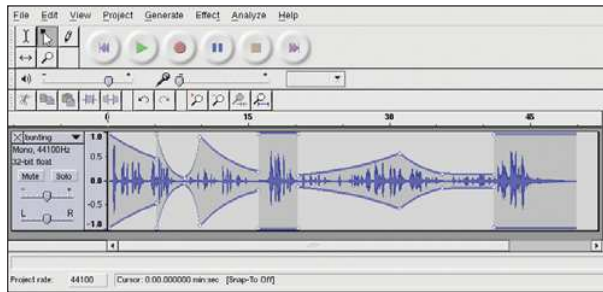 File Edit View Project Generate Effect Analyze Help
0 15 30 45
bunting 1.0
Mono, 44100Hz
32-bit float 0.5
Mute Solo 0.0
- + -0.5
L R -1.0
Project rate: 44100 Cursor: 0:00.000000 min:sec [Snap-To Off]